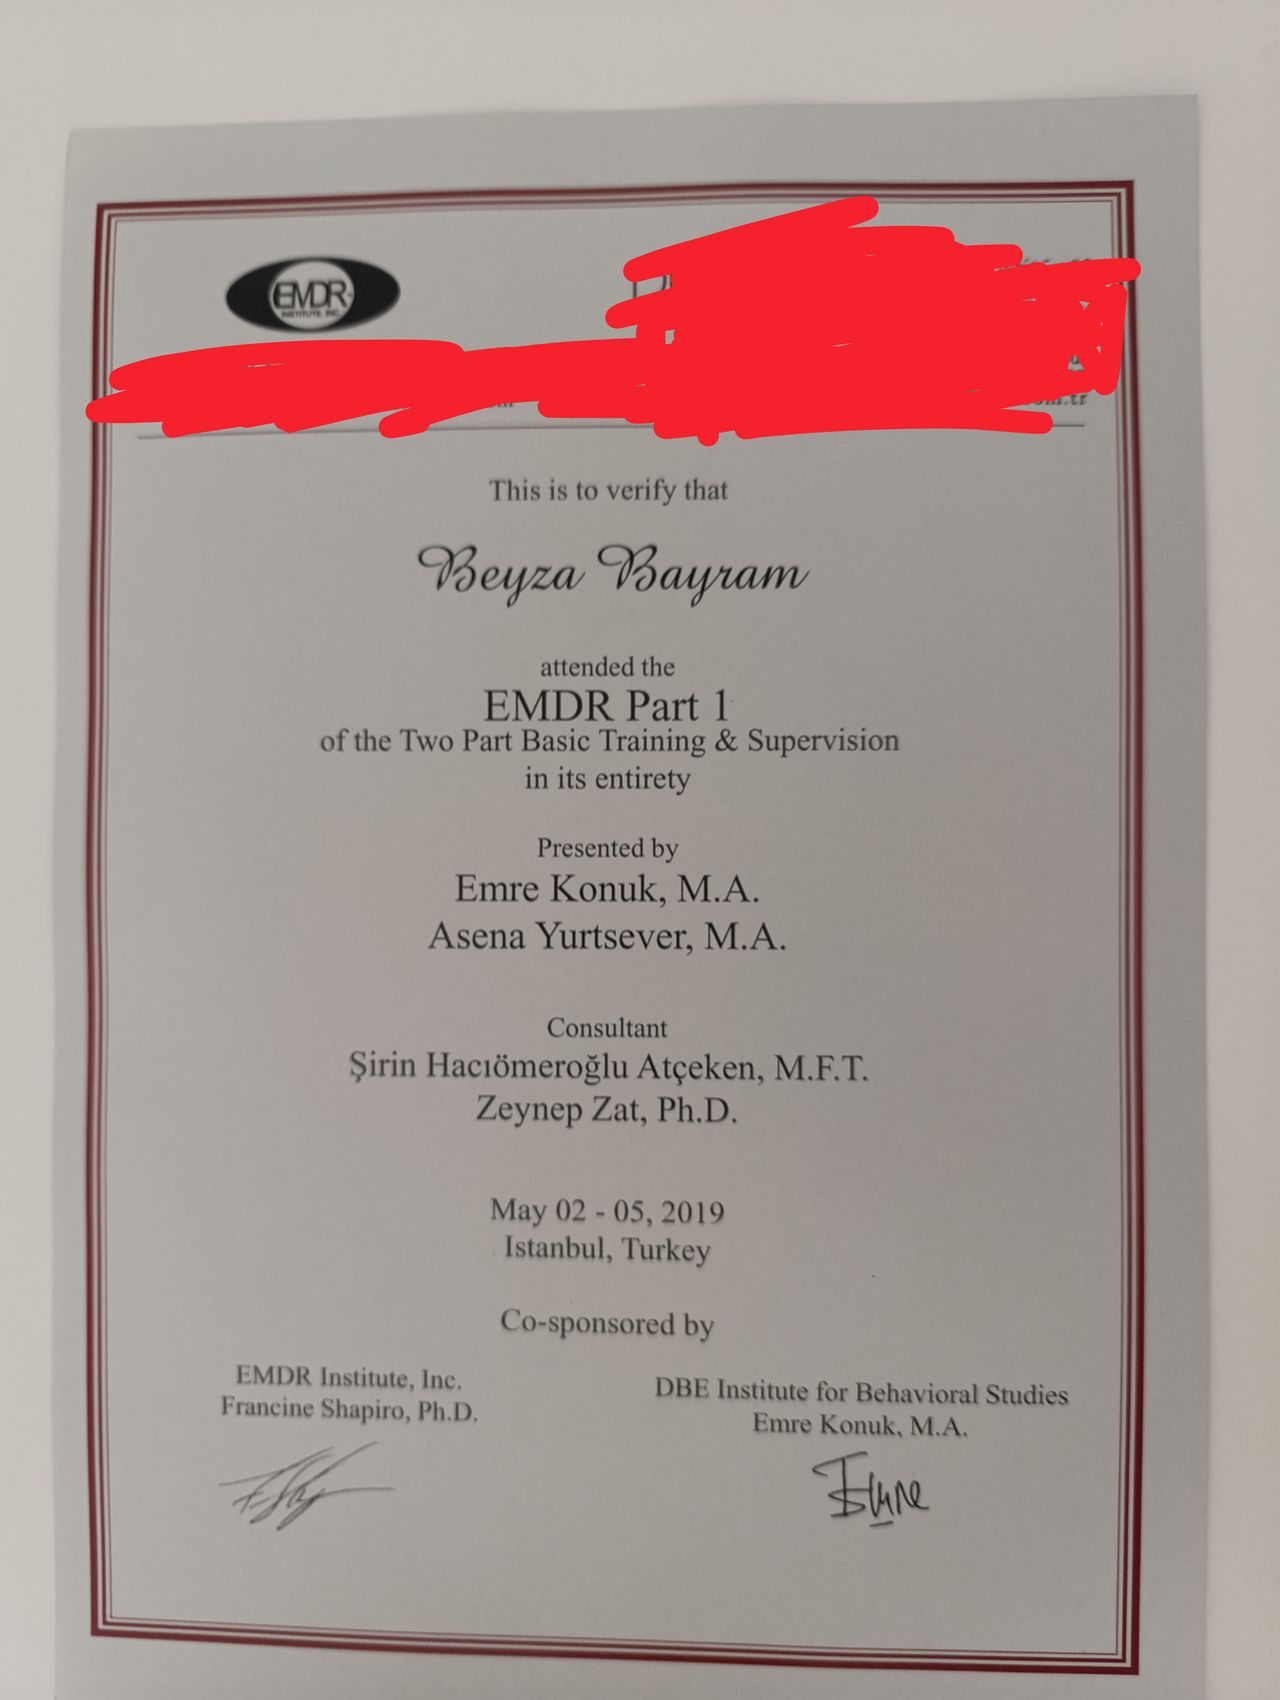 EMDR
INSTITUTE, INC.
This is to verify that
Beyza Bayram
attended the
EMDR Part 1
of the Two Part Basic Training & Supervision
in its entirety
Presented by
Emre Konuk, M.A.
Asena Yurtsever, M.A.
Consultant
Şirin Hacıömeroğlu Atçeken, M.F.T.
Zeynep Zat, Ph.D.
May 02 - 05, 2019
Istanbul, Turkey
Co-sponsored by
EMDR Institute, Inc.
Francine Shapiro, Ph.D.
DBE Institute for Behavioral Studies
Emre Konuk, M.A.
Emre